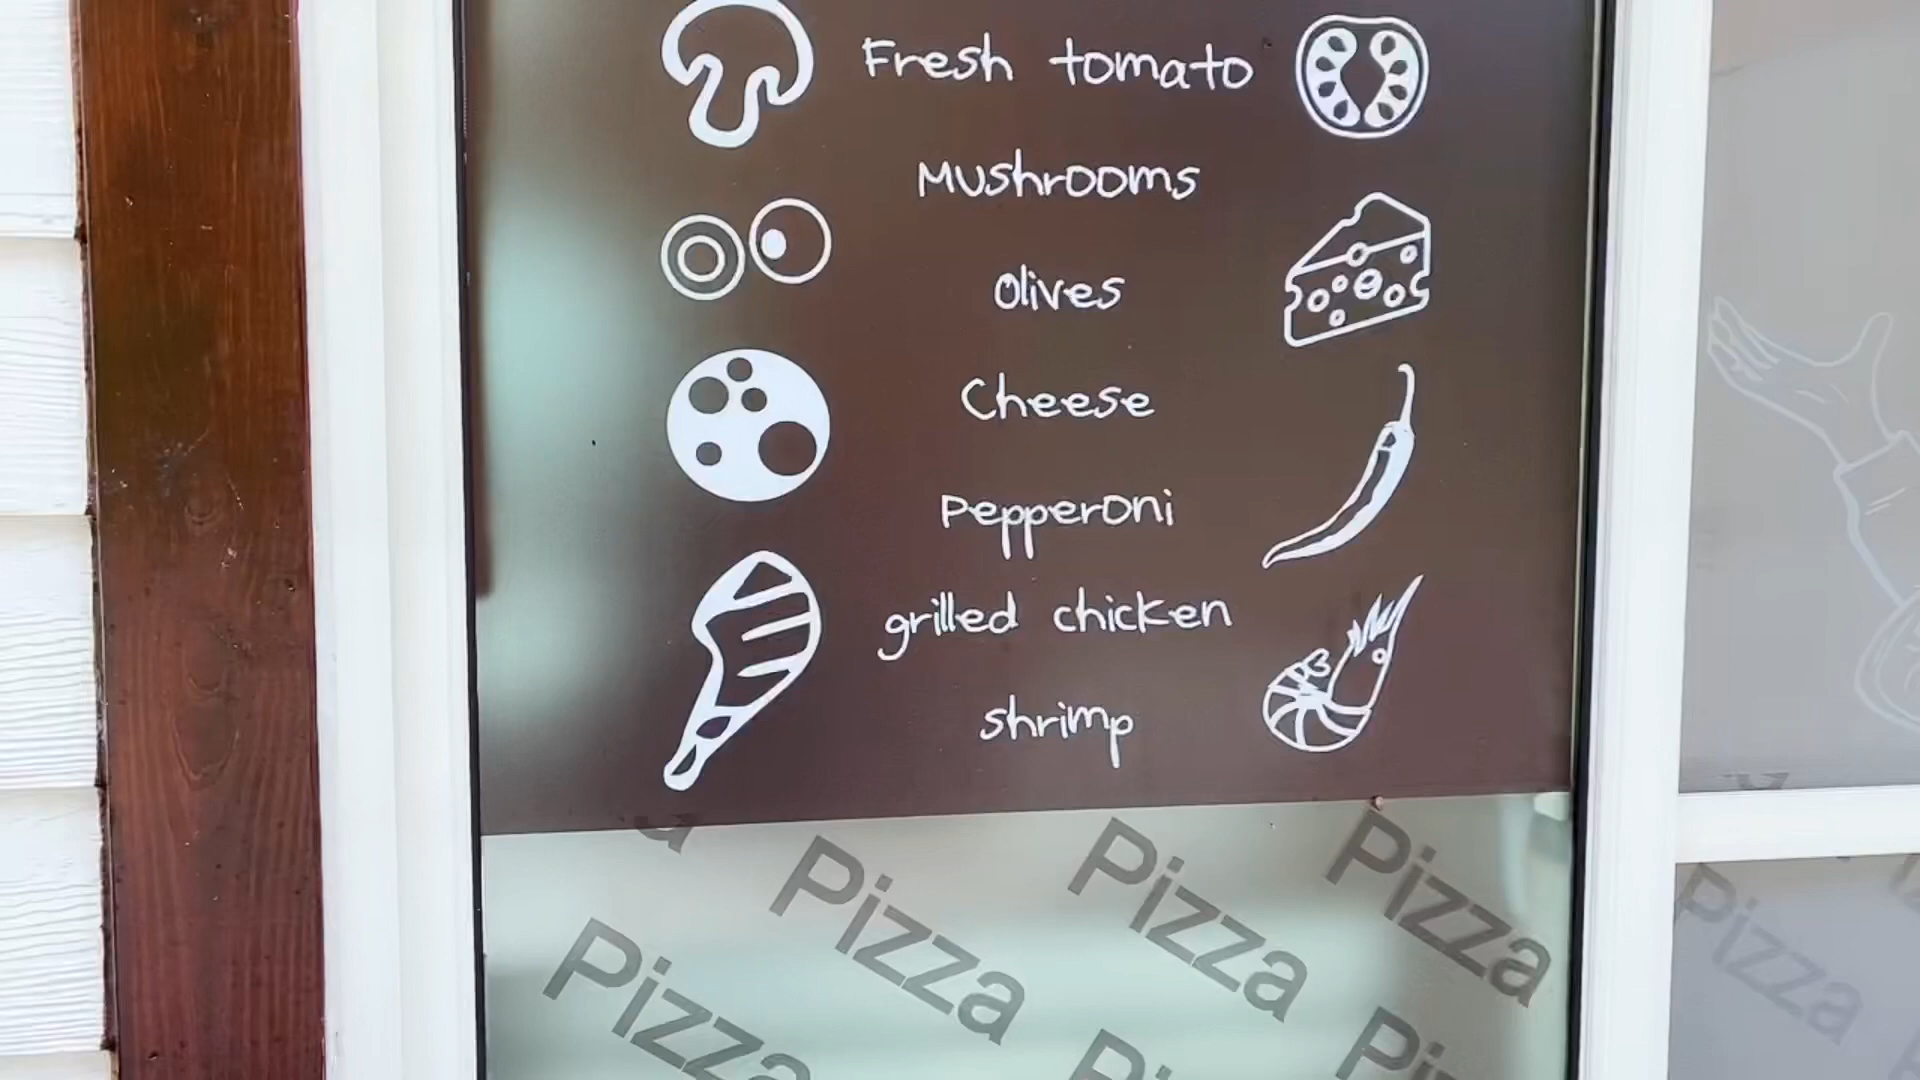 Fresh tomato
Mushrooms
Olives
Cheese
Pepperoni
grilled chicken
shrimp
Pizza
Pizza
Pizza
Pizza
Pizza